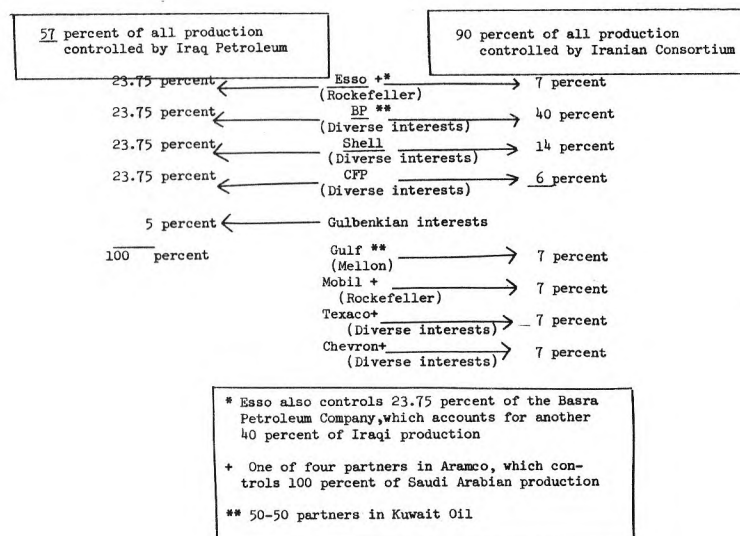 57 percent of all production
controlled by Iraq Petroleum
90 percent of all production
controlled by Iranian Consortium
23.75 percent Esso +* 7 percent
(Rockefeller)
23.75 percent BP ** 40 percent
(Diverse interests)
23.75 percent Shell 14 percent
(Diverse interests)
23.75 percent CFP 6 percent
(Diverse interests)
5 percent Gulbenkian interests
100 percent
Gulf ** 7 percent
(Mellon)
Mobil + 7 percent
(Rockefeller)
Texaco+ 7 percent
(Diverse interests)
Chevron+ 7 percent
(Diverse interests)
* Esso also controls 23.75 percent of the Basra
Petroleum Company,which accounts for another
40 percent of Iraqi production
+ One of four partners in Aramco, which con-
trols 100 percent of Saudi Arabian production
** 50-50 partners in Kuwait Oil